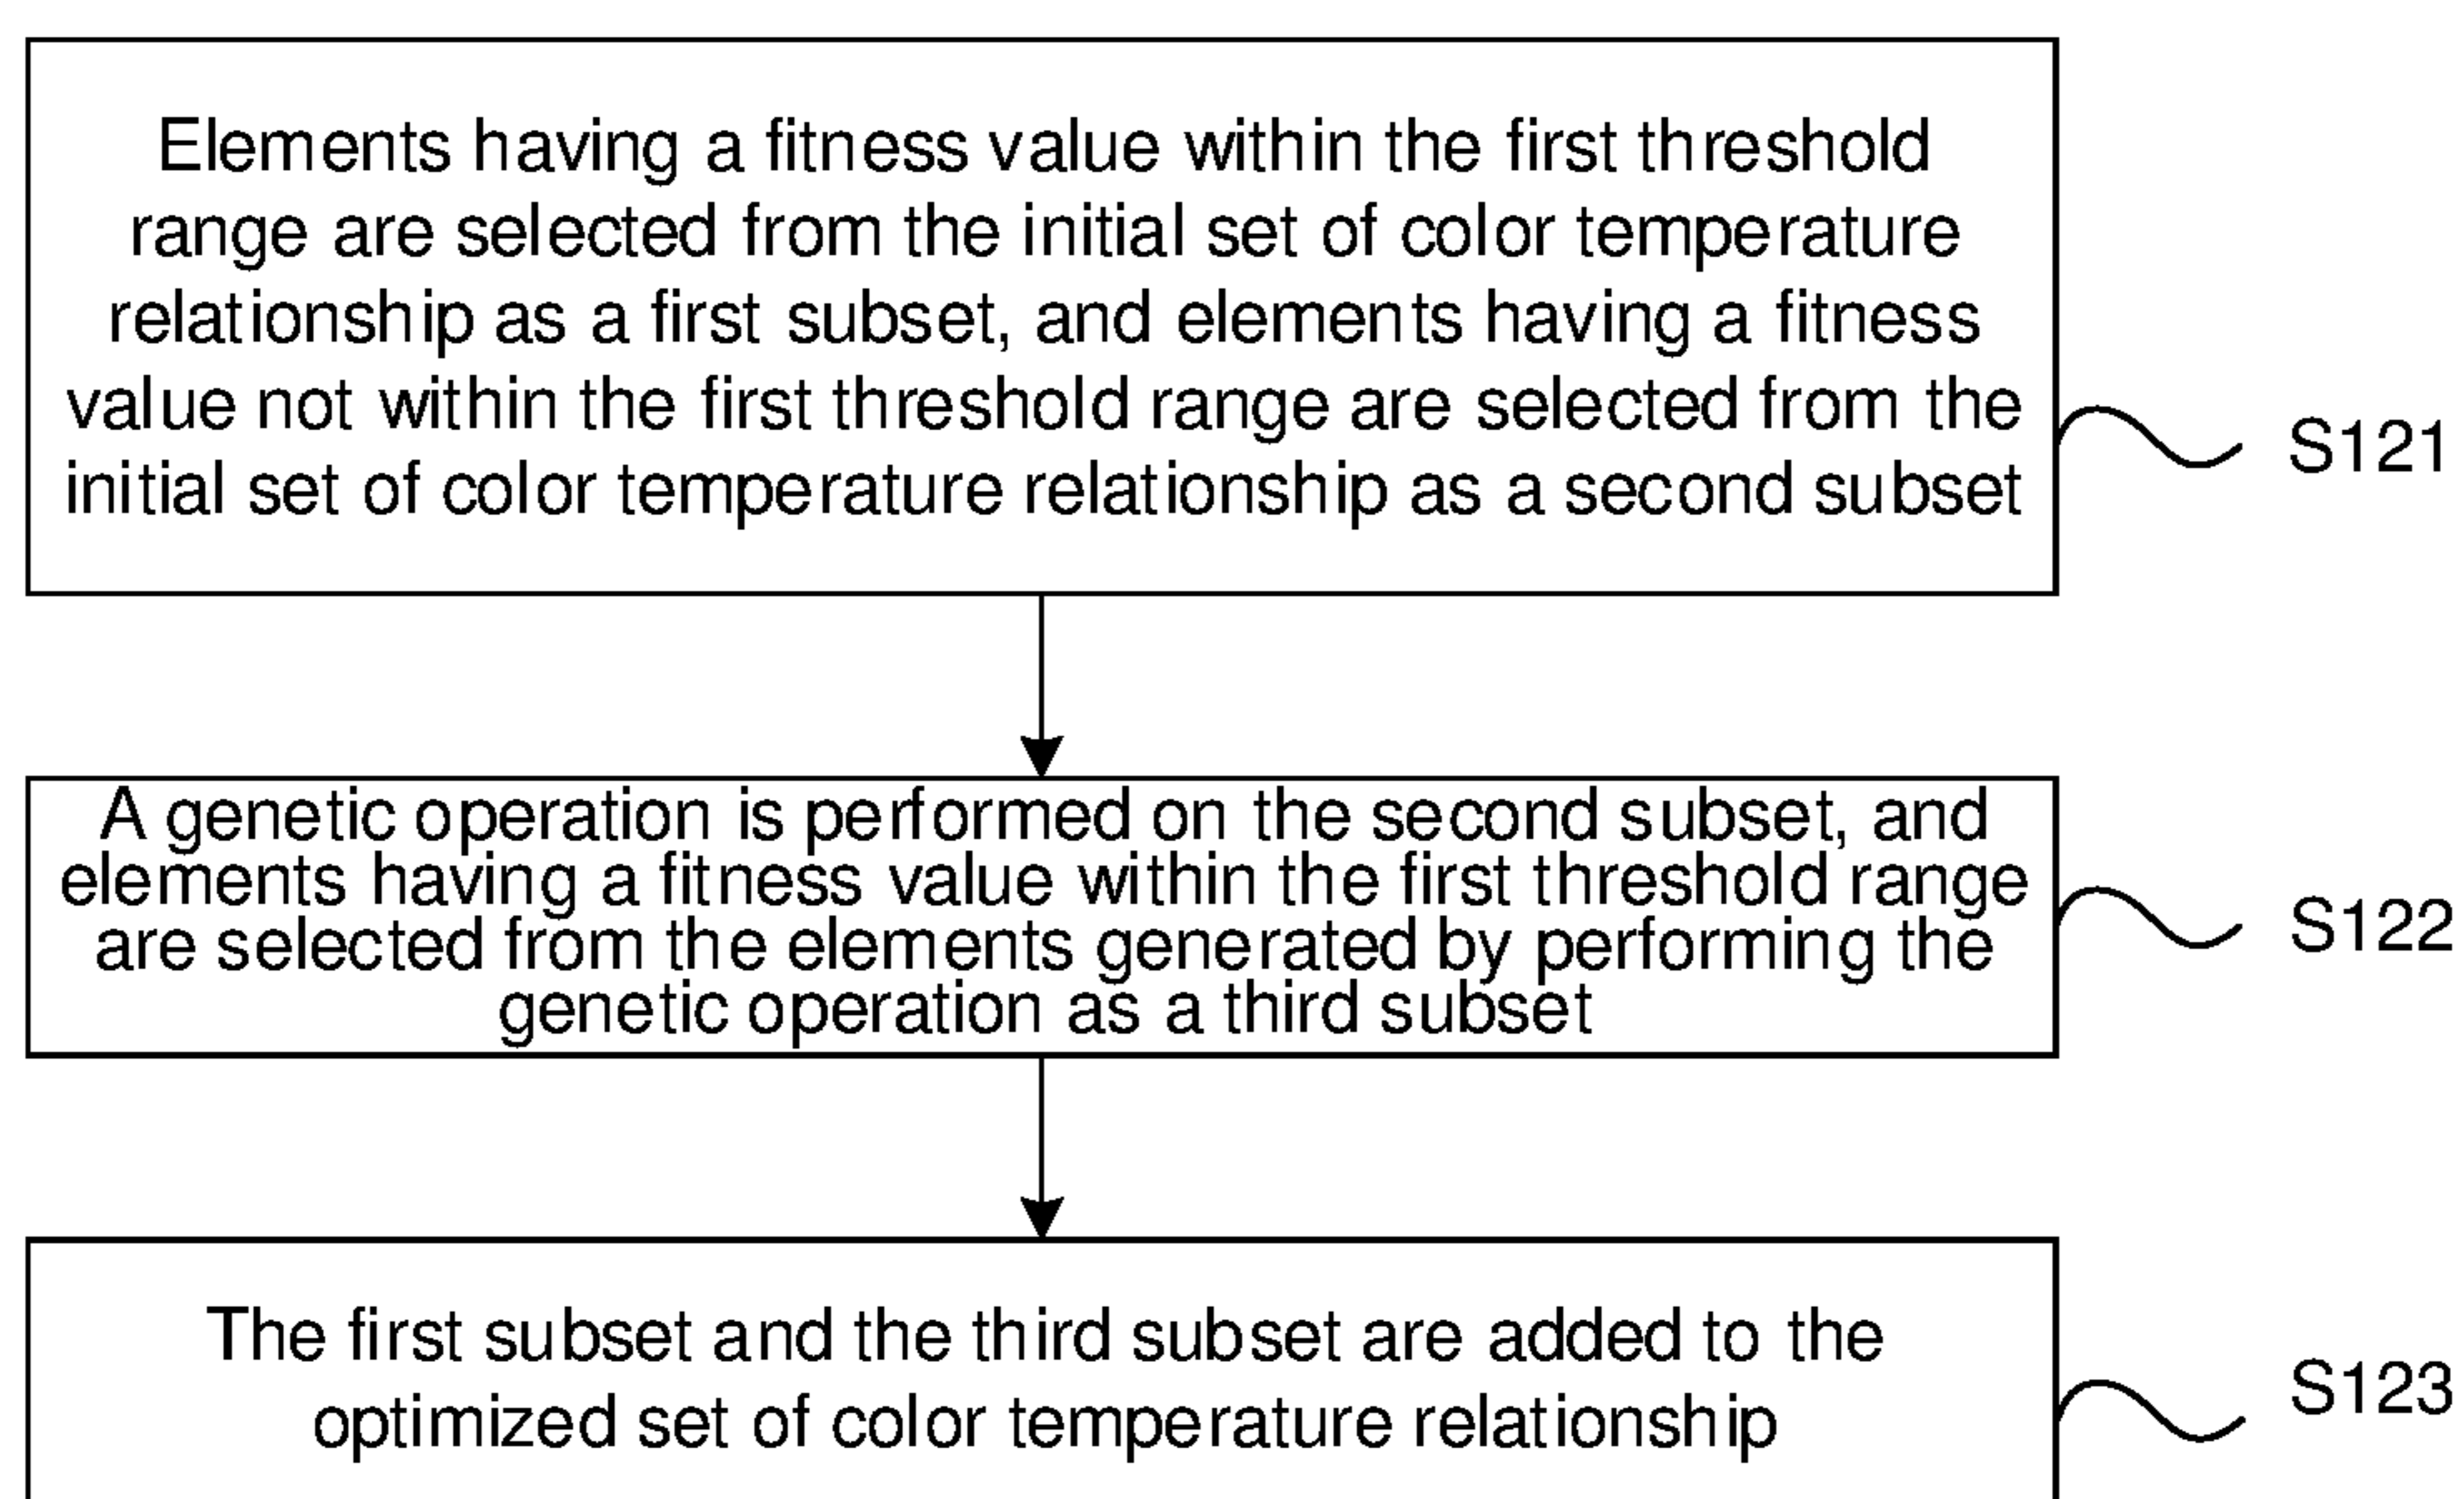 Elements having a fitness value within the first threshold
range are selected from the initial set of color temperature
relationship as a first subset, and elements having a fitness
value not within the first threshold range are selected from the
initial set of color temperature relationship as a second subset
S121
A genetic operation is performed on the second subset, and
elements having a fitness value within the first threshold range
are selected from the elements generated by performing the
genetic operation as a third subset
S122
The first subset and the third subset are added to the
optimized set of color temperature relationship
S123